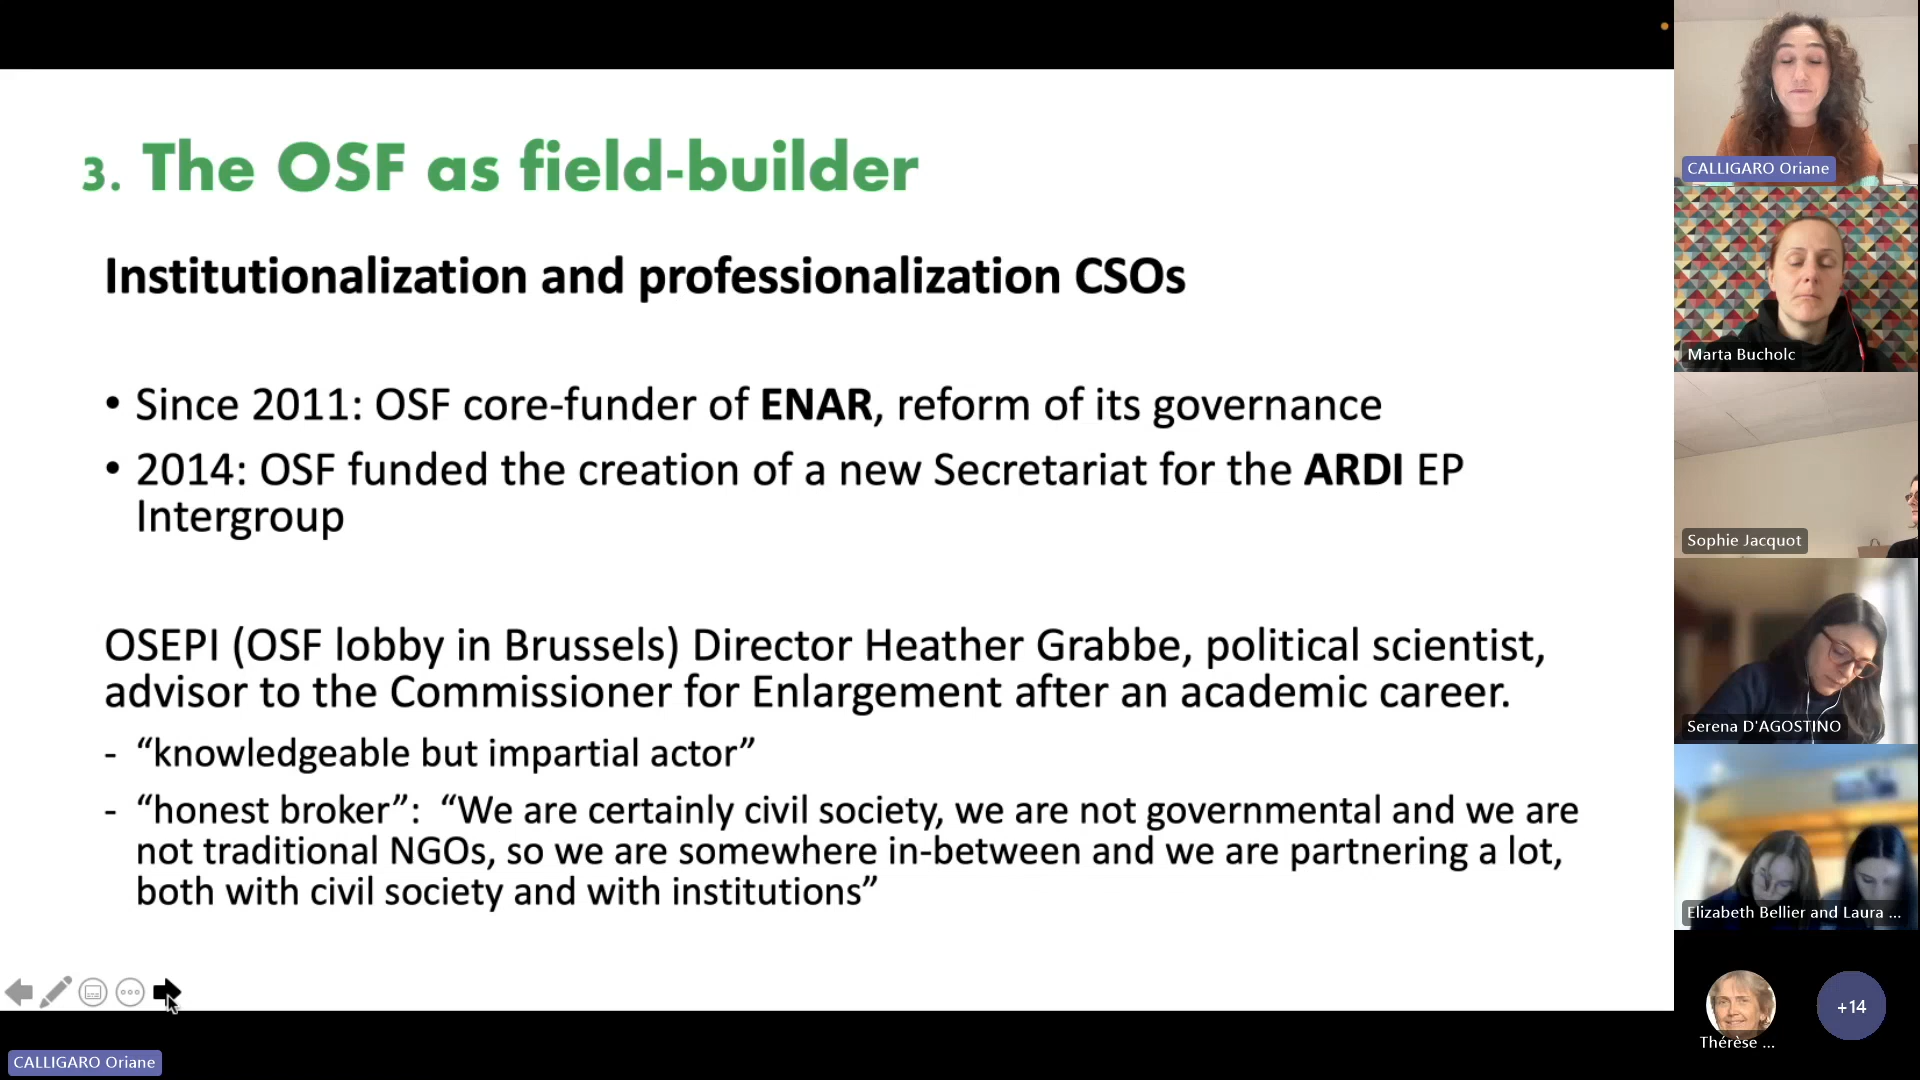 3. The OSF as field-builder
Institutionalization and professionalization CSOs
• Since 2011: OSF core-funder of ENAR, reform of its governance
• 2014: OSF funded the creation of a new Secretariat for the ARDI EP
Intergroup
OSEPI (OSF lobby in Brussels) Director Heather Grabbe, political scientist,
advisor to the Commissioner for Enlargement after an academic career.
- “knowledgeable but impartial actor”
- “honest broker”: “We are certainly civil society, we are not governmental and we are
not traditional NGOs, so we are somewhere in-between and we are partnering a lot,
both with civil society and with institutions”
CALLIGARO Oriane
CALLIGARO Oriane
Marta Bucholc
Sophie Jacquot
Serena D'AGOSTINO
Elizabeth Bellier and Laura ...
Thérèse ...
+14